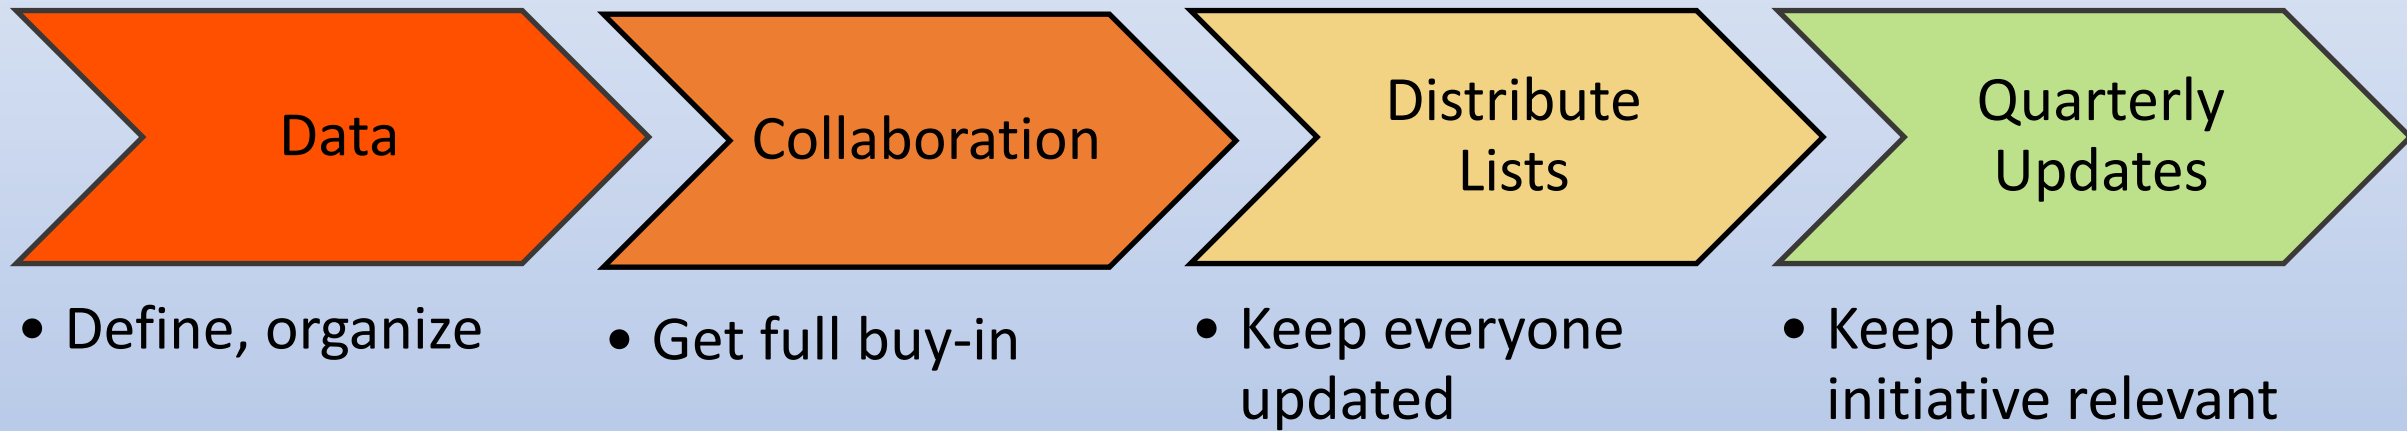 Data
• Define, organize
Collaboration
• Get full buy-in
Distribute
Lists
• Keep everyone
updated
Quarterly
Updates
• Keep the
initiative relevant